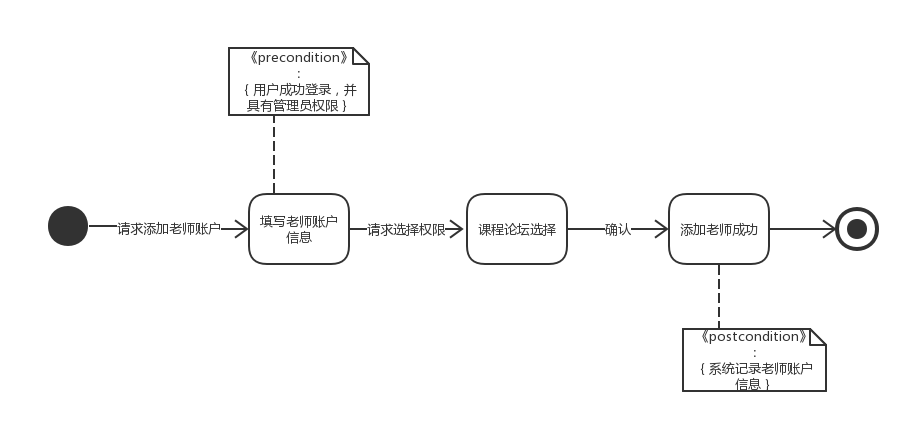 《precondition》
:
{ 用户成功登录，并
具有管理员权限 }
请求添加老师账户
填写老师账户
信息
请求选择权限
课程论坛选择
确认
添加老师成功
《postcondition》
:
{ 系统记录老师账户
信息 }